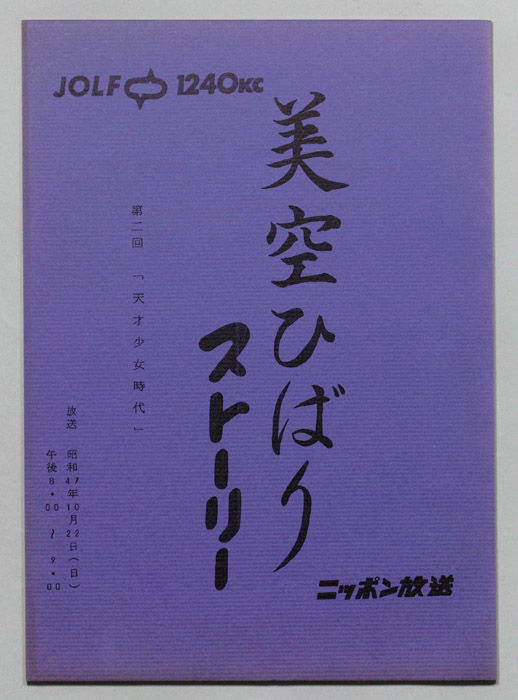 JOLF 1240KC
美空ひばり
ストーリー
第二回 「天才少女時代」
放送 昭和47年10月22日(日)
午後8・00～9・00
ニッポン放送